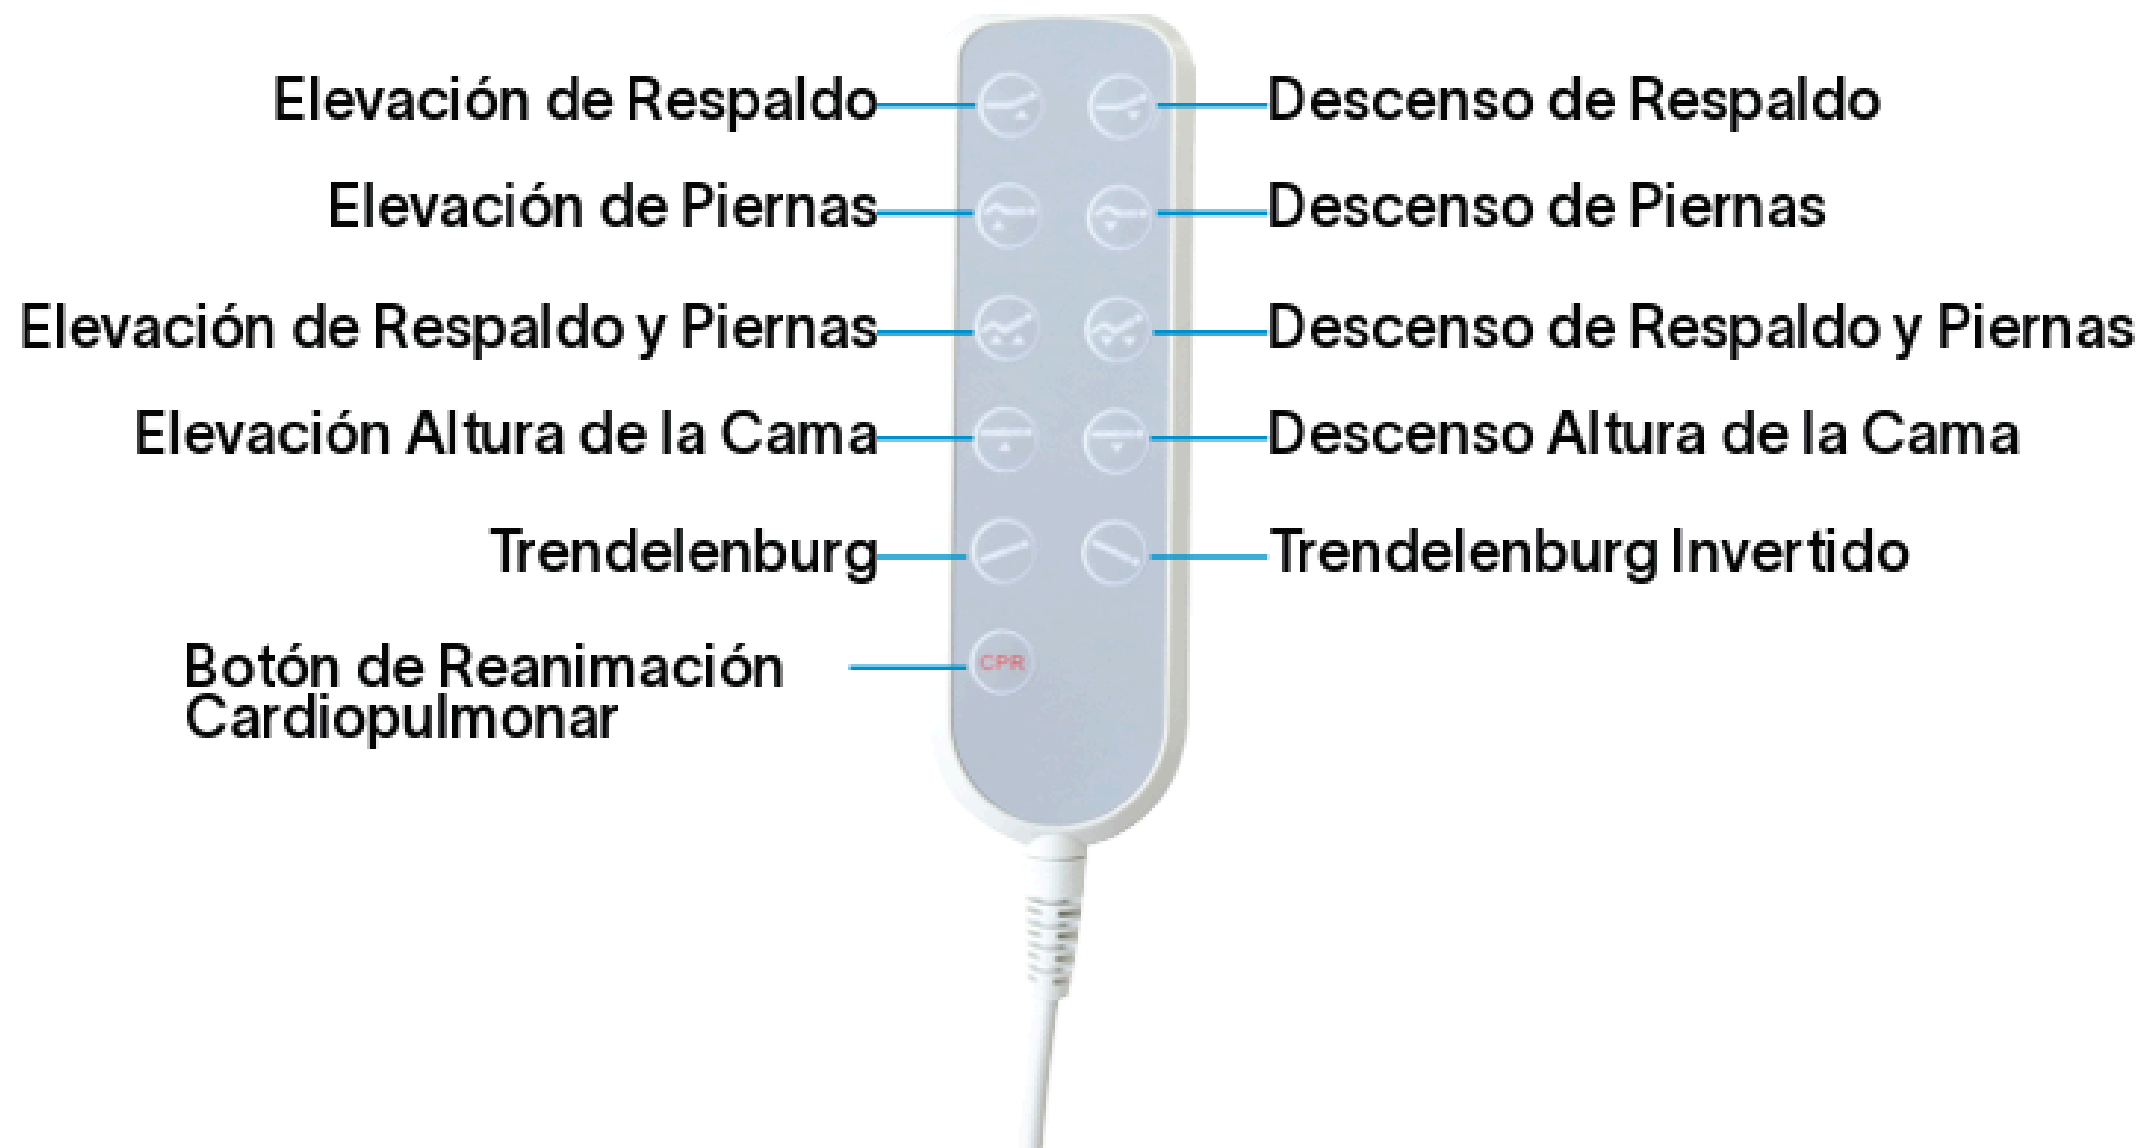 Elevación de Respaldo
Descenso de Respaldo
Elevación de Piernas
Descenso de Piernas
Elevación de Respaldo y Piernas
Descenso de Respaldo y Piernas
Elevación Altura de la Cama
Descenso Altura de la Cama
Trendelenburg
Trendelenburg Invertido
Botón de Reanimación
Cardiopulmonar
CPR